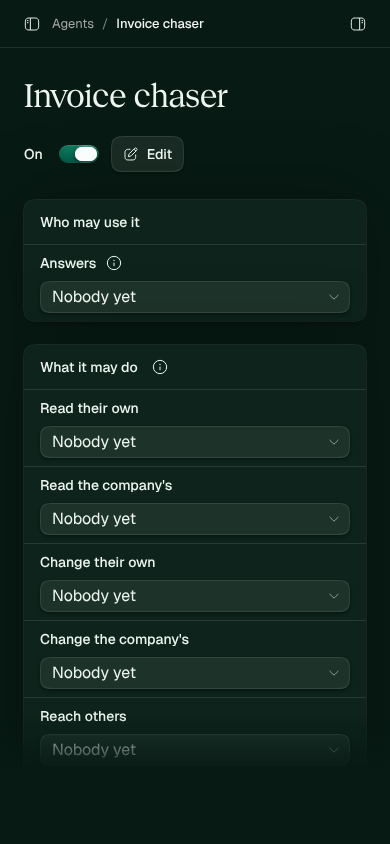 Agents / Invoice chaser
Invoice chaser
On
Edit
Who may use it
Answers
Nobody yet
What it may do
Read their own
Nobody yet
Read the company's
Nobody yet
Change their own
Nobody yet
Change the company's
Nobody yet
Reach others
Nobody yet